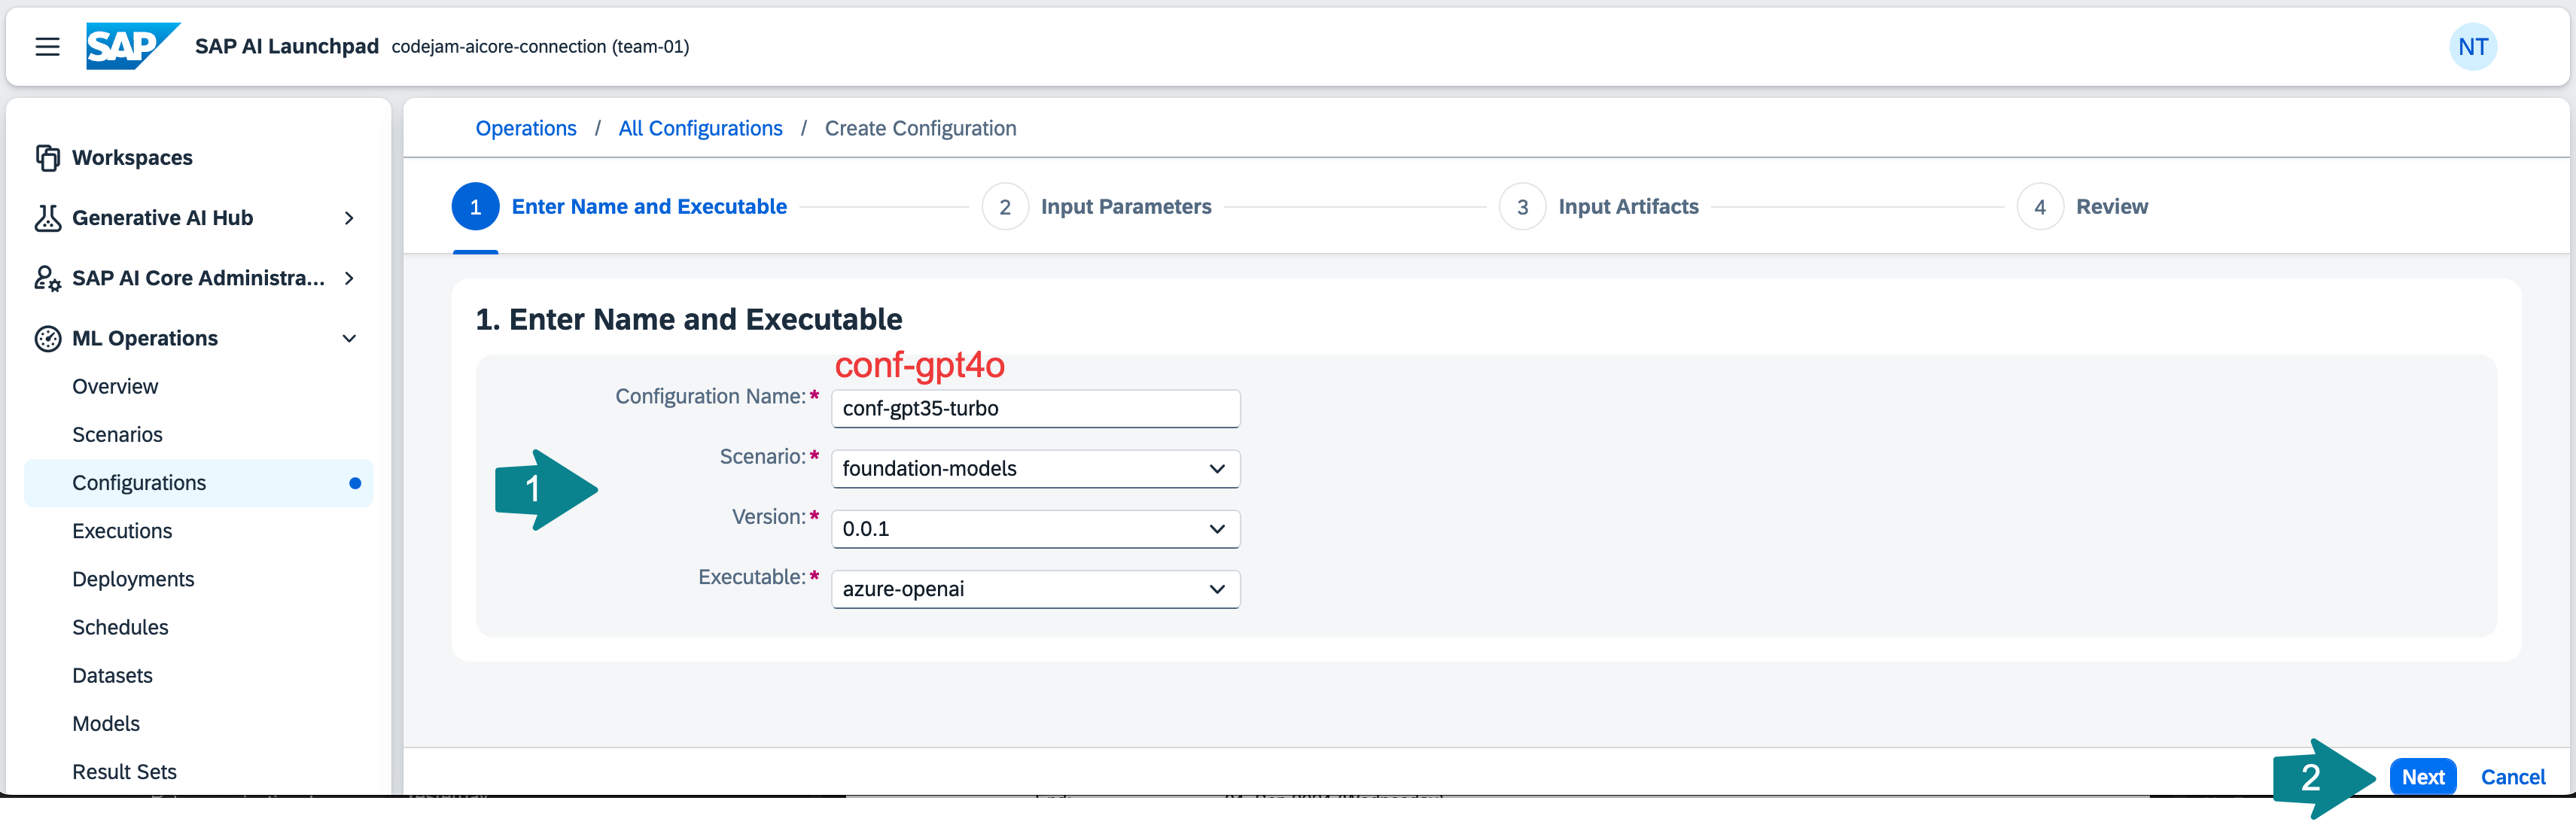 SAP SAP AI Launchpad codejam-aicore-connection (team-01) NT
Workspaces
Generative AI Hub
SAP AI Core Administra...
ML Operations
Overview
Scenarios
Configurations
Executions
Deployments
Schedules
Datasets
Models
Result Sets
Operations / All Configurations / Create Configuration
1 Enter Name and Executable 2 Input Parameters 3 Input Artifacts 4 Review
1. Enter Name and Executable
conf-gpt4o
Configuration Name:* conf-gpt35-turbo
Scenario:* foundation-models
1
Version:* 0.0.1
Executable:* azure-openai
2 Next Cancel